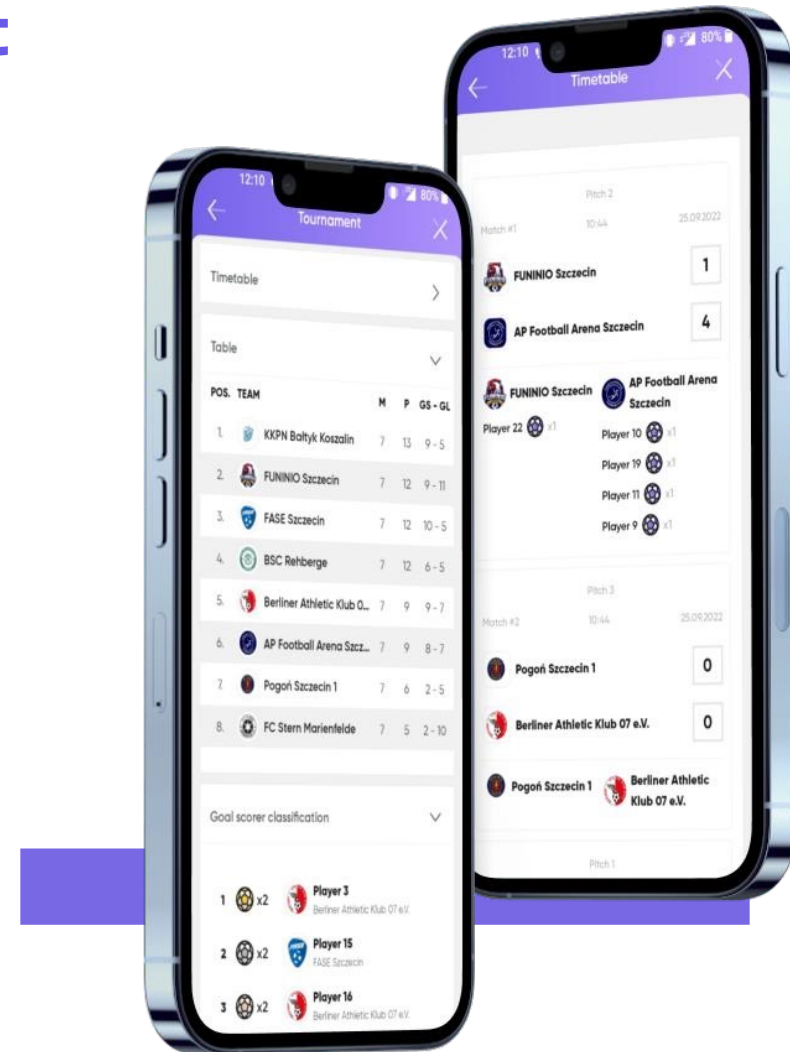 12:10
80%
Tournament
Timetable
Table
POS. TEAM M P GS - GL
1. KKPN Bałtyk Koszalin 7 13 9 - 5
2. FUNINIO Szczecin 7 12 9 - 11
3. FASE Szczecin 7 12 10 - 5
4. BSC Rehberge 7 12 6 - 5
5. Berliner Athletic Klub 0... 7 9 9 - 7
6. AP Football Arena Szcz... 7 9 8 - 7
7. Pogoń Szczecin 1 7 6 2 - 5
8. FC Stern Marienfelde 7 5 2 - 10
Goal scorer classification
1 x2 Player 3
Berliner Athletic Klub 07 e.V.
2 x2 Player 15
FASE Szczecin
3 x2 Player 16
Berliner Athletic Klub 07 e.V.
12:10
80%
Timetable
Pitch 2
Match #1 10:44 25.09.2022
FUNINIO Szczecin 1
AP Football Arena Szczecin 4
FUNINIO Szczecin AP Football Arena
Szczecin
Player 22 x1 Player 10 x1
Player 19 x1
Player 11 x1
Player 9 x1
Pitch 3
Match #2 10:44 25.09.2022
Pogoń Szczecin 1 0
Berliner Athletic Klub 07 e.V. 0
Pogoń Szczecin 1 Berliner Athletic
Klub 07 e.V.
Pitch 1